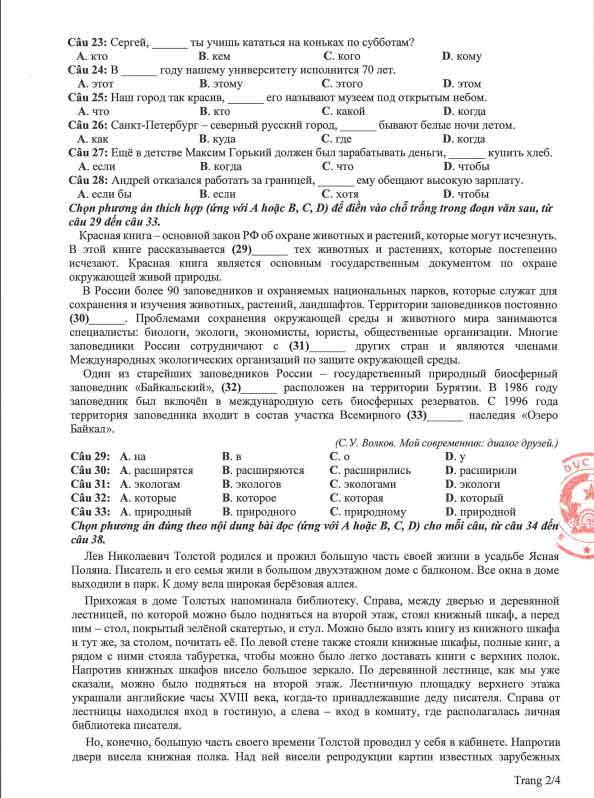 Câu 23: Сергей, ______ ты учишь кататься на коньках по субботам?
A. кто B. кем C. кого D. кому
Câu 24: В ______ году нашему университету исполнится 70 лет.
A. этот B. этому C. этого D. этом
Câu 25: Наш город так красив, ______ его называют музеем под открытым небом.
A. что B. кто C. какой D. когда
Câu 26: Санкт-Петербург – северный русский город, ______ бывают белые ночи летом.
A. как B. куда C. где D. когда
Câu 27: Ещё в детстве Максим Горький должен был зарабатывать деньги, ______ купить хлеб.
A. если B. когда C. что D. чтобы
Câu 28: Андрей отказался работать за границей, ______ ему обещают высокую зарплату.
A. если бы B. если C. хотя D. чтобы
Chọn phương án thích hợp (ứng với A hoặc B, C, D) để điền vào chỗ trống trong đoạn văn sau, từ
câu 29 đến câu 33.
Красная книга – основной закон РФ об охране животных и растений, которые могут исчезнуть.
В этой книге рассказывается (29)______ тех животных и растениях, которые постепенно
исчезают. Красная книга является основным государственным документом по охране
окружающей живой природы.
В России более 90 заповедников и охраняемых национальных парков, которые служат для
сохранения и изучения животных, растений, ландшафтов. Территории заповедников постоянно
(30)______. Проблемами сохранения окружающей среды и животного мира занимаются
специалисты: биологи, экологи, экономисты, юристы, общественные организации. Многие
заповедники России сотрудничают с (31)______ других стран и являются членами
Международных экологических организаций по защите окружающей среды.
Один из старейших заповедников России – государственный природный биосферный
заповедник «Байкальский», (32)______ расположен на территории Бурятии. В 1986 году
заповедник был включён в международную сеть биосферных резерватов. С 1996 года
территория заповедника входит в состав участка Всемирного (33)______ наследия «Озеро
Байкал».
(С.У. Волков. Мой современник: диалог друзей.)
Câu 29: A. на B. в C. о D. у
Câu 30: A. расширятся B. расширяются C. расширились D. расширили
Câu 31: A. экологам B. экологов C. экологами D. экологи
Câu 32: A. которые B. которое C. которая D. который
Câu 33: A. природный B. природного C. природному D. природной
Chọn phương án đúng theo nội dung bài đọc (ứng với A hoặc B, C, D) cho mỗi câu, từ câu 34 đến
câu 38.
Лев Николаевич Толстой родился и прожил большую часть своей жизни в усадьбе Ясная
Поляна. Писатель и его семья жили в большом двухэтажном доме с балконом. Все окна в доме
выходили в парк. К дому вела широкая берёзовая аллея.
Прихожая в доме Толстых напоминала библиотеку. Справа, между дверью и деревянной
лестницей, по которой можно было подняться на второй этаж, стоял книжный шкаф, а перед
ним – стол, покрытый зелёной скатертью, и стул. Можно было взять книгу из книжного шкафа
и тут же, за столом, почитать её. По левой стене также стояли книжные шкафы, полные книг, а
рядом с ними стояла табуретка, чтобы можно было легко доставать книги с верхних полок.
Напротив книжных шкафов висело большое зеркало. По деревянной лестнице, как мы уже
сказали, можно было подняться на второй этаж. Лестничную площадку верхнего этажа
украшали английские часы XVIII века, когда-то принадлежавшие деду писателя. Справа от
лестницы находился вход в гостиную, а слева – вход в комнату, где располагалась личная
библиотека писателя.
Но, конечно, большую часть своего времени Толстой проводил у себя в кабинете. Напротив
двери висела книжная полка. Над ней висели репродукции картин известных зарубежных
Trang 2/4
DỤC